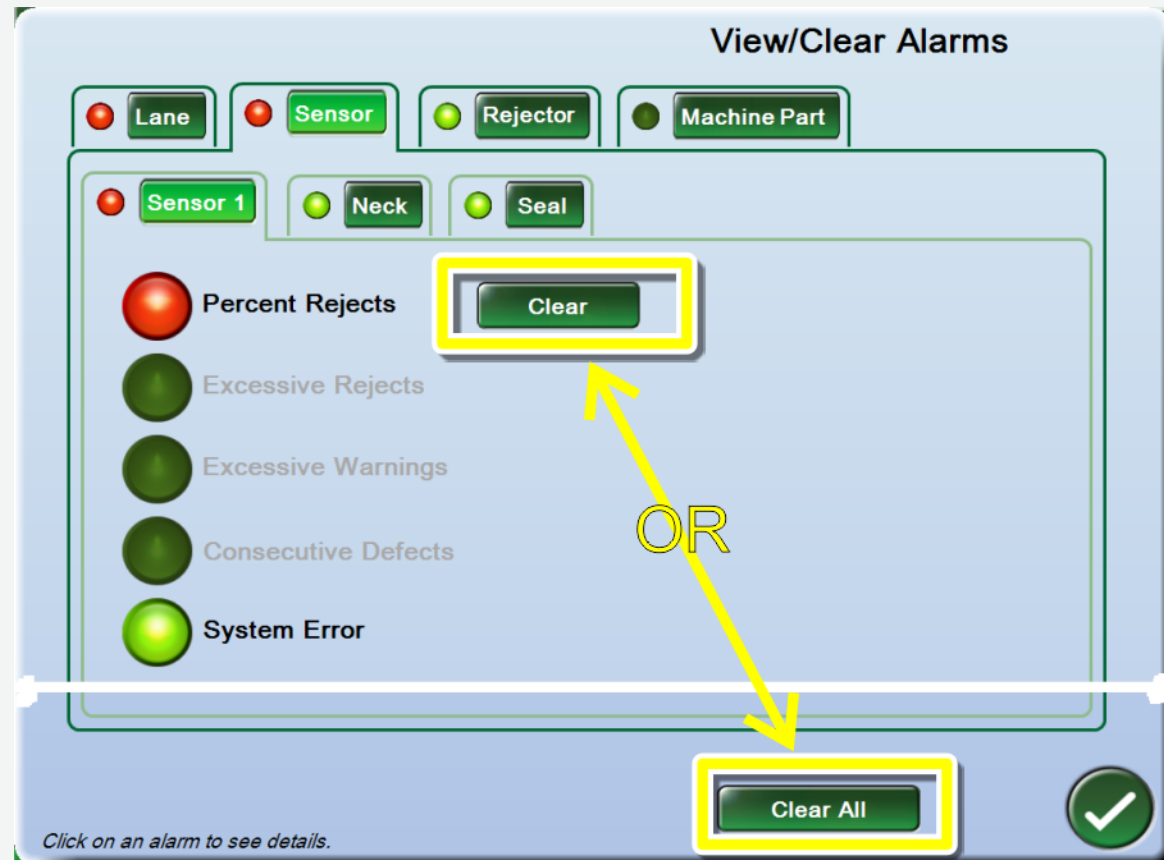 View/Clear Alarms
Lane Sensor Rejector Machine Part
Sensor 1 Neck Seal
Percent Rejects Clear
Excessive Rejects
Excessive Warnings
OR
Consecutive Defects
System Error
Clear All
Click on an alarm to see details.